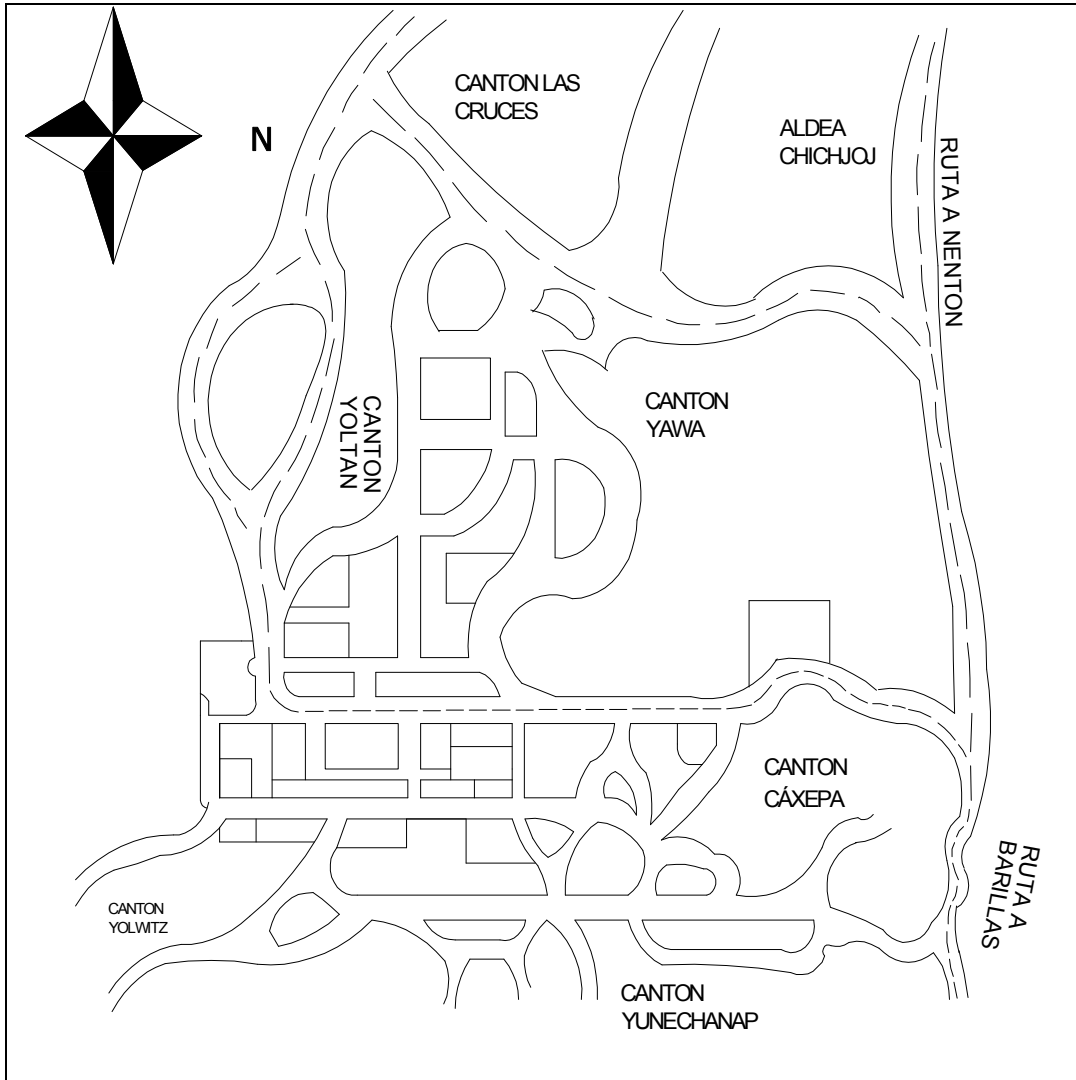 CANTON LAS
CRUCES
ALDEA
CHICHJOJ
N
RUTA A NENTON
CANTON
YOLTAN
CANTON
YAWA
CANTON
CÁXEPA
RUTA A
BARILLAS
CANTON
YOLWITZ
CANTON
YUNECHANAP